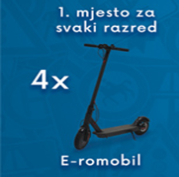 1. mjesto za
svaki razred
4x
E-romobil